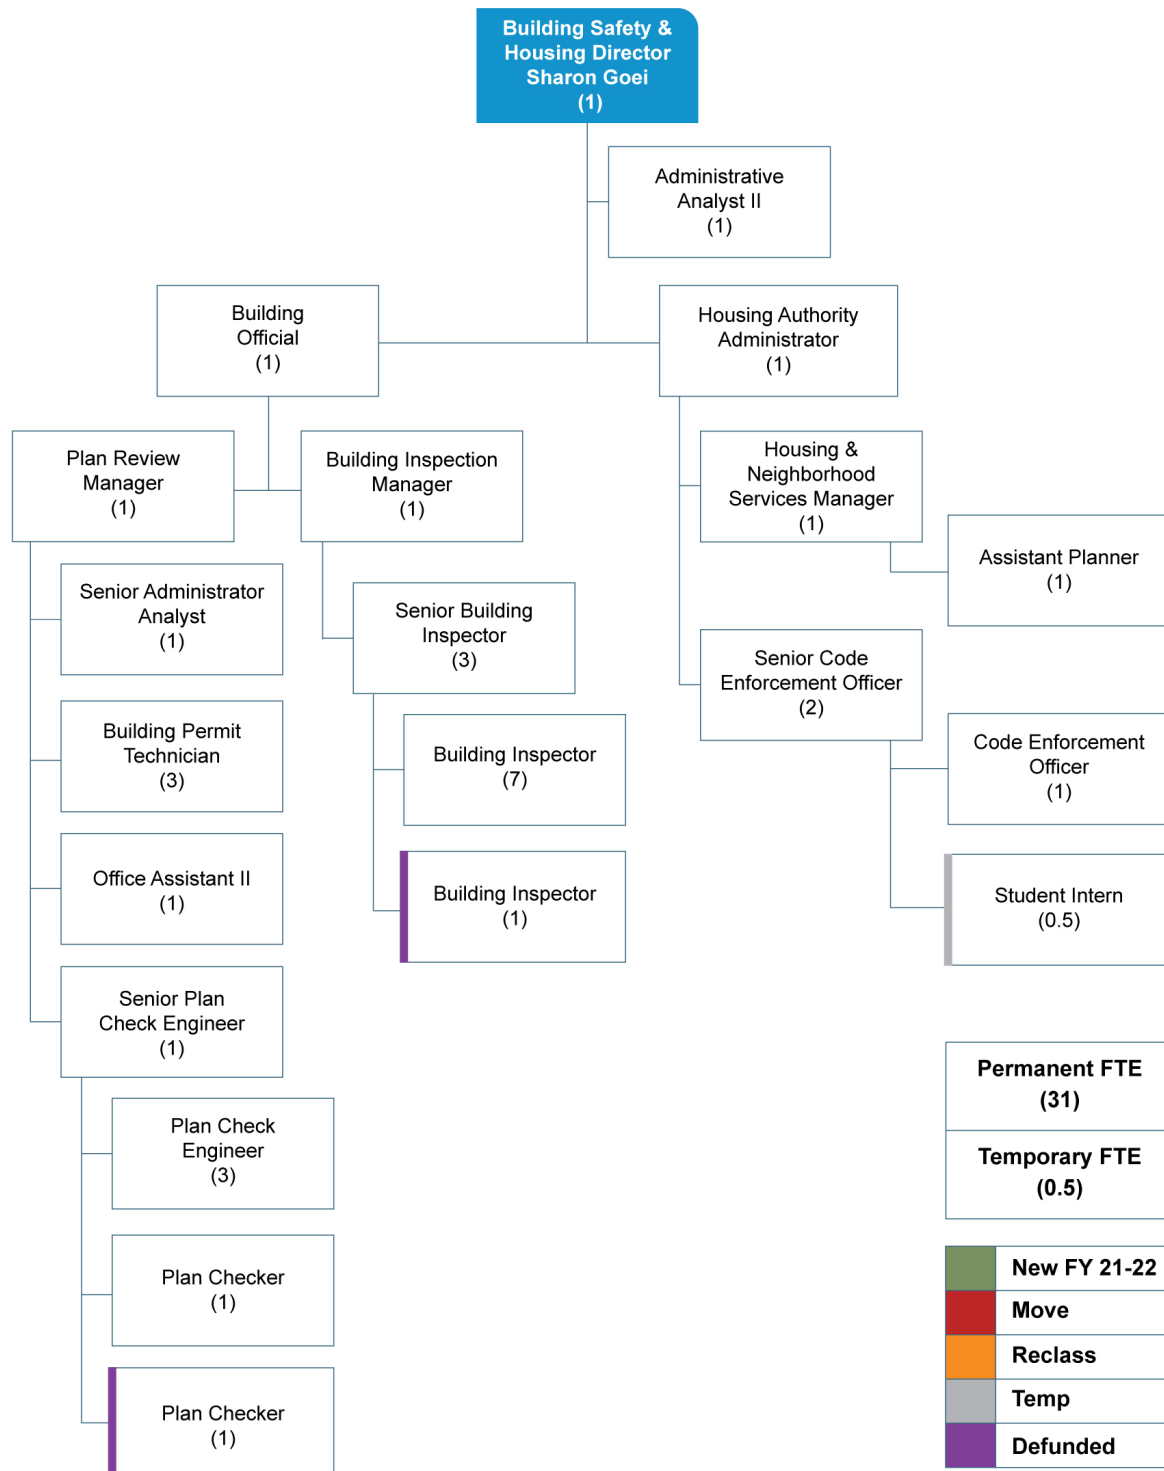 Building Safety &
Housing Director
Sharon Goei
(1)
Administrative
Analyst II
(1)
Building
Official
(1)
Housing Authority
Administrator
(1)
Plan Review
Manager
(1)
Building Inspection
Manager
(1)
Housing &
Neighborhood
Services Manager
(1)
Assistant Planner
(1)
Senior Administrator
Analyst
(1)
Senior Building
Inspector
(3)
Senior Code
Enforcement Officer
(2)
Building Permit
Technician
(3)
Building Inspector
(7)
Code Enforcement
Officer
(1)
Office Assistant II
(1)
Building Inspector
(1)
Student Intern
(0.5)
Senior Plan
Check Engineer
(1)
Plan Check
Engineer
(3)
Plan Checker
(1)
Plan Checker
(1)
Permanent FTE
(31)
Temporary FTE
(0.5)
New FY 21-22
Move
Reclass
Temp
Defunded